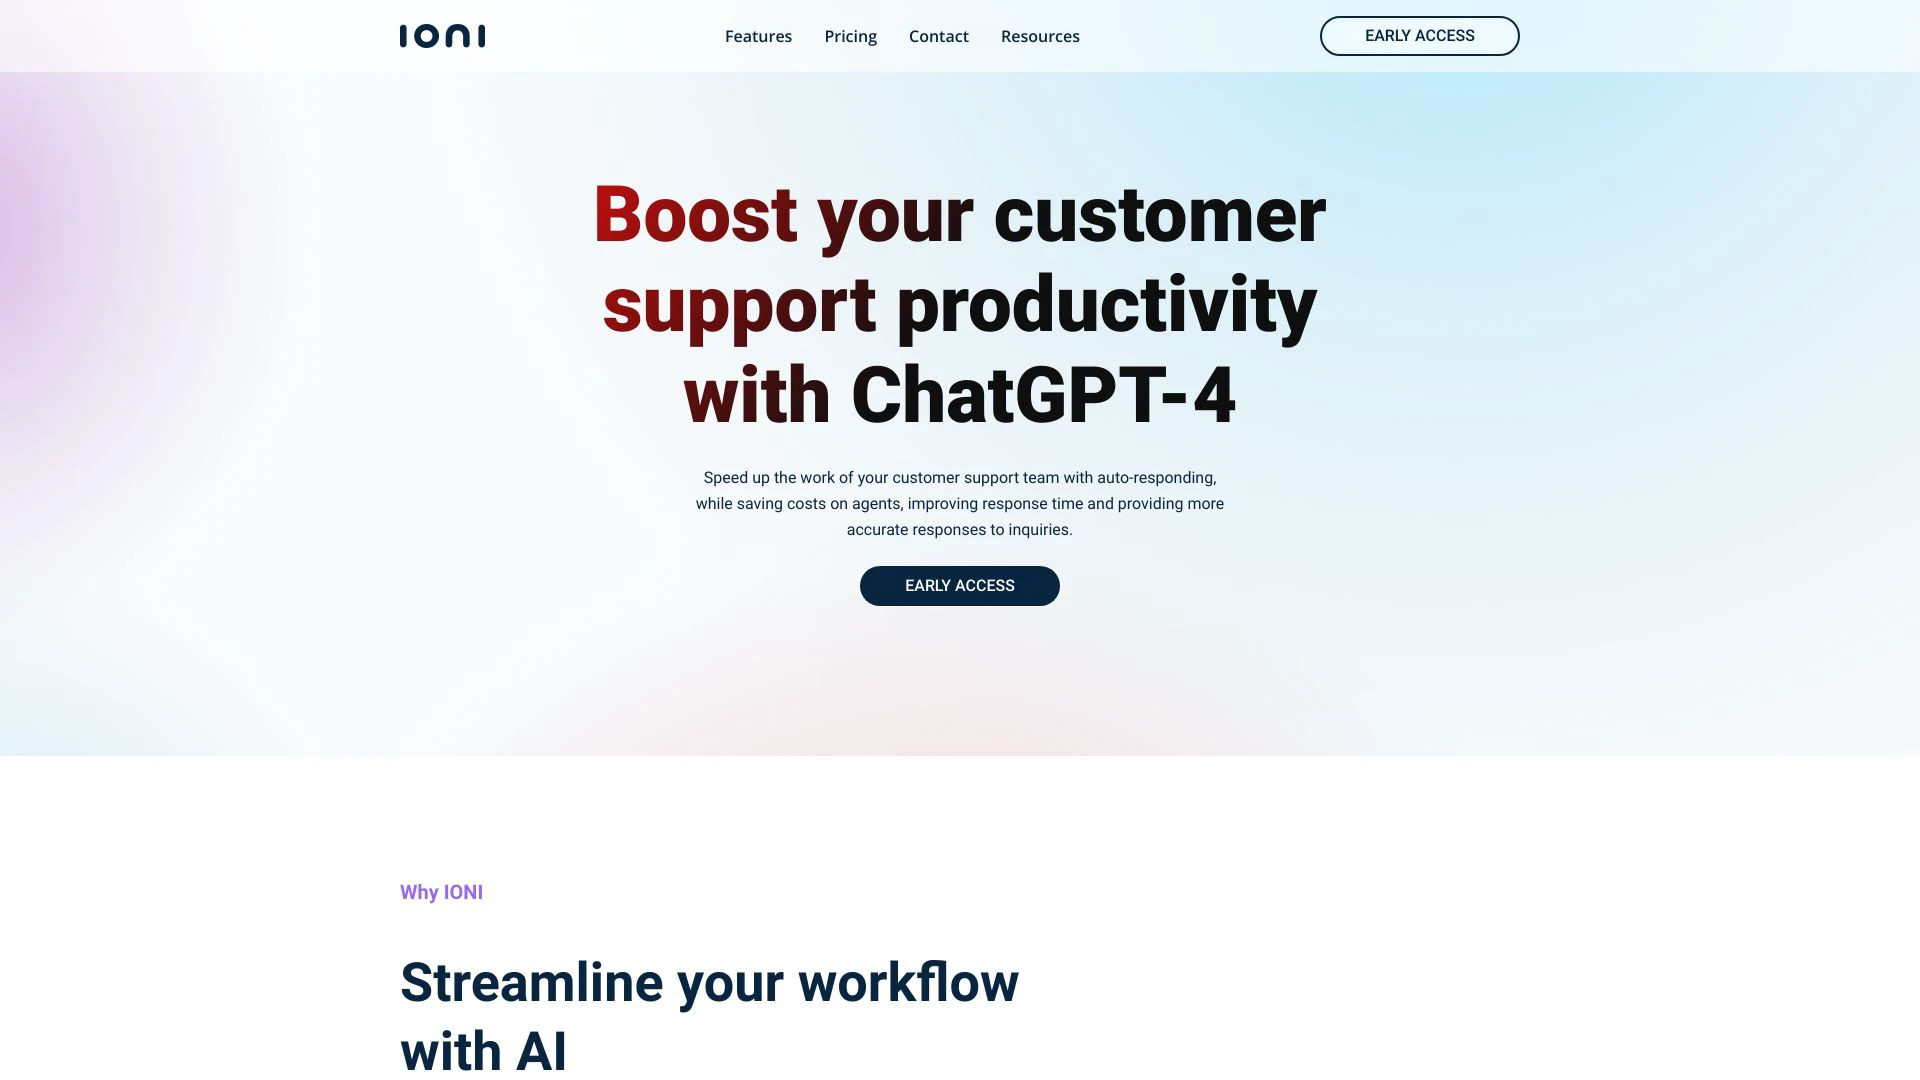 IONI
Features
Pricing
Contact
Resources
EARLY ACCESS
Boost your customer
support productivity
with ChatGPT-4
Speed up the work of your customer support team with auto-responding,
while saving costs on agents, improving response time and providing more
accurate responses to inquiries.
EARLY ACCESS
Why IONI
Streamline your workflow
with AI